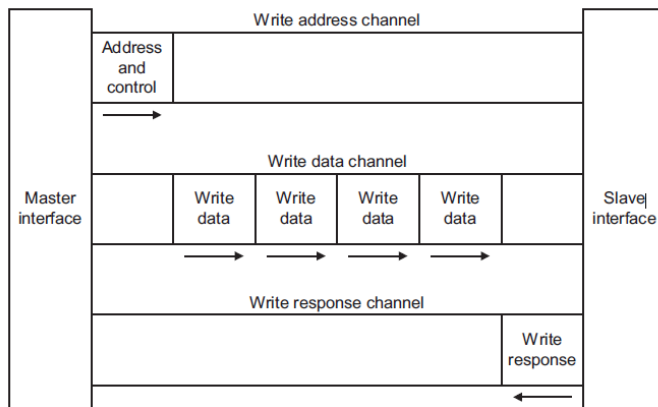 Write address channel
Address
and
control
Write data channel
Master
interface
Write
data
Write
data
Write
data
Write
data
Slave
interface
Write response channel
Write
response